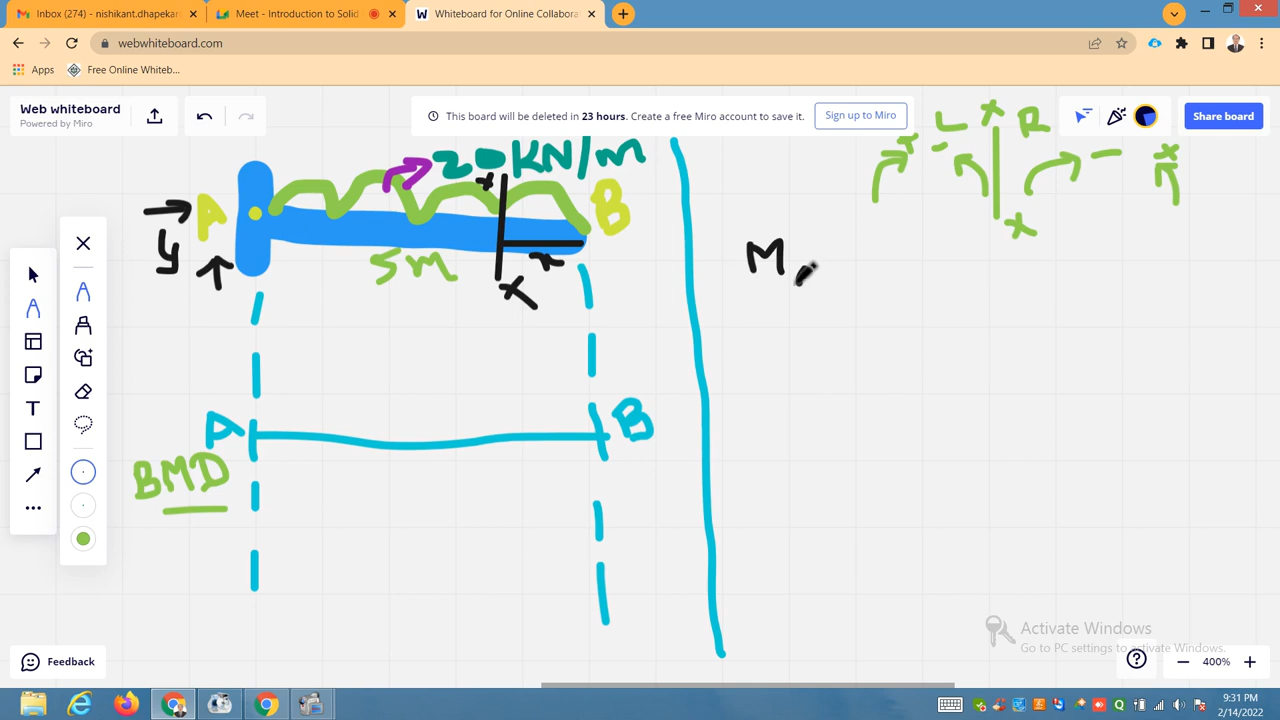 Inbox (274) - nishikant.dhapekar
Meet - Introduction to Solid
Whiteboard for Online Collabora
webwhiteboard.com
Apps
Free Online Whiteb...
Web whiteboard
Powered by Miro
This board will be deleted in 23 hours. Create a free Miro account to save it.
Sign up to Miro
Share board
L x R
20 KN/m
+ - - +
x
A B
y
5m x
x
x
M
A B
BMD
T
Activate Windows
Go to PC settings to activate Windows.
Feedback
400%
9:31 PM
2/14/2022